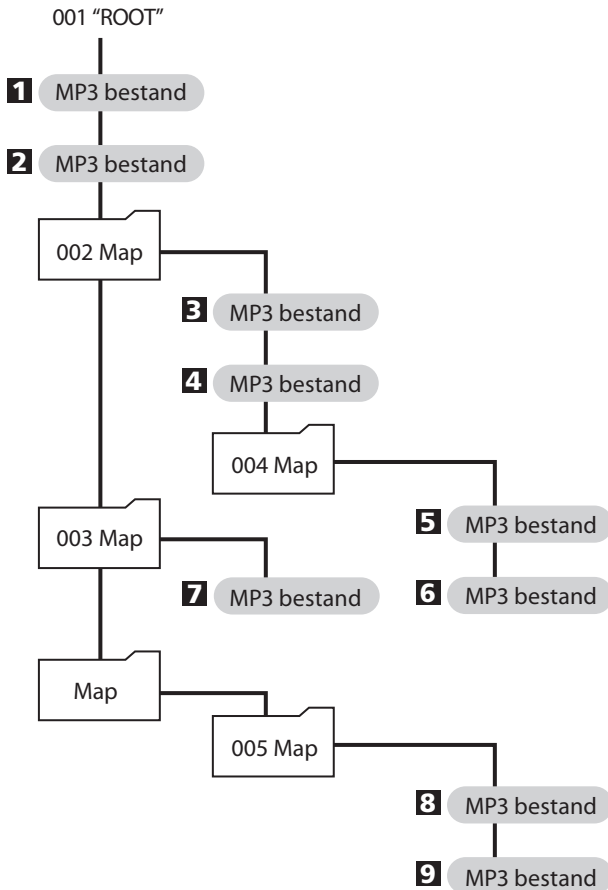 001 “ROOT”
1 MP3 bestand
2 MP3 bestand
002 Map
3 MP3 bestand
4 MP3 bestand
004 Map
5 MP3 bestand
6 MP3 bestand
003 Map
7 MP3 bestand
Map
005 Map
8 MP3 bestand
9 MP3 bestand